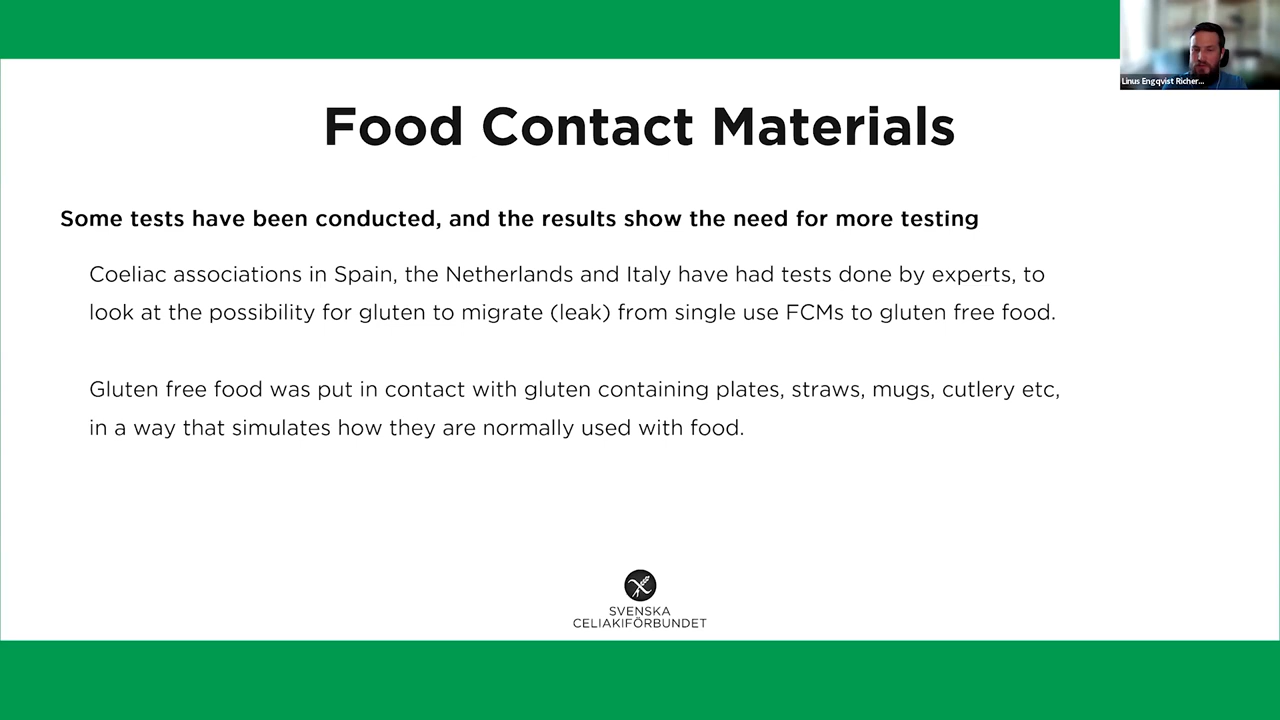 Linus Engqvist Richer...
Food Contact Materials
Some tests have been conducted, and the results show the need for more testing
Coeliac associations in Spain, the Netherlands and Italy have had tests done by experts, to
look at the possibility for gluten to migrate (leak) from single use FCMs to gluten free food.
Gluten free food was put in contact with gluten containing plates, straws, mugs, cutlery etc,
in a way that simulates how they are normally used with food.
SVENSKA
CELIAKIFÖRBUNDET